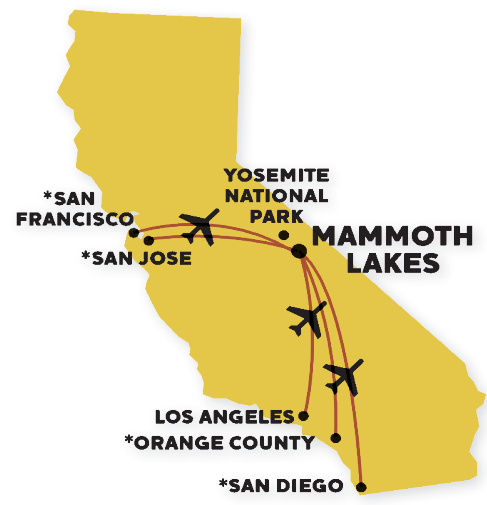 YOSEMITE
NATIONAL
PARK
*SAN
FRANCISCO
MAMMOTH
LAKES
*SAN JOSE
LOS ANGELES
*ORANGE COUNTY
*SAN DIEGO